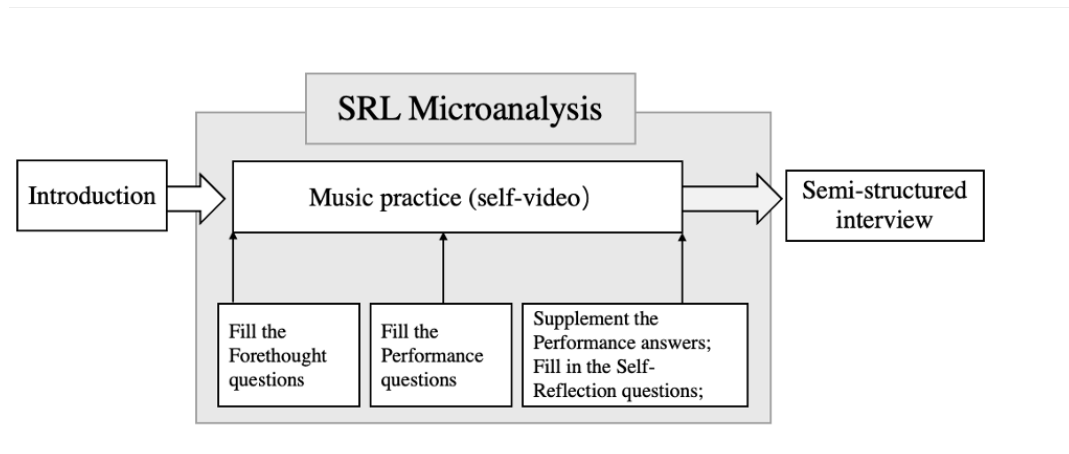 SRL Microanalysis
Introduction
Music practice (self-video）
Semi-structured
interview
Fill the
Forethought
questions
Fill the
Performance
questions
Supplement the
Performance answers;
Fill in the Self-
Reflection questions;